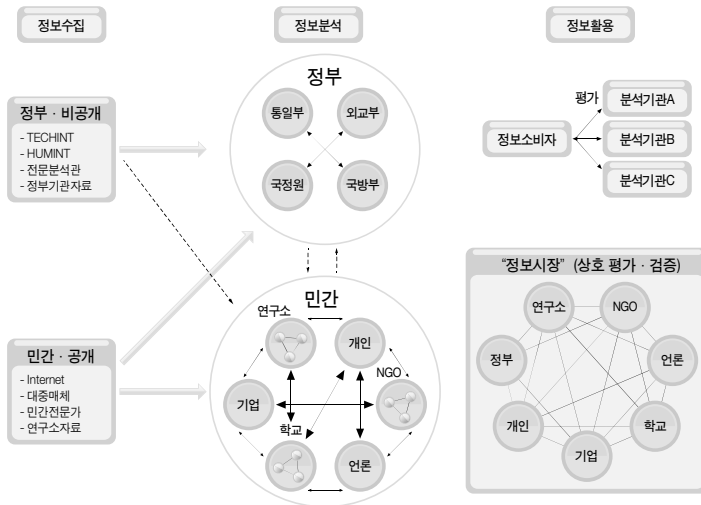 정보수집
정보분석
정보활용
정부 · 비공개
- TECHINT
- HUMINT
- 전문분석관
- 정부기관자료
민간 · 공개
- Internet
- 대중매체
- 민간전문가
- 연구소자료
정부
통일부
외교부
국정원
국방부
민간
연구소
개인
기업
NGO
학교
언론
평가
정보소비자
분석기관A
분석기관B
분석기관C
“정보시장” (상호 평가 · 검증)
연구소
NGO
정부
언론
개인
학교
기업